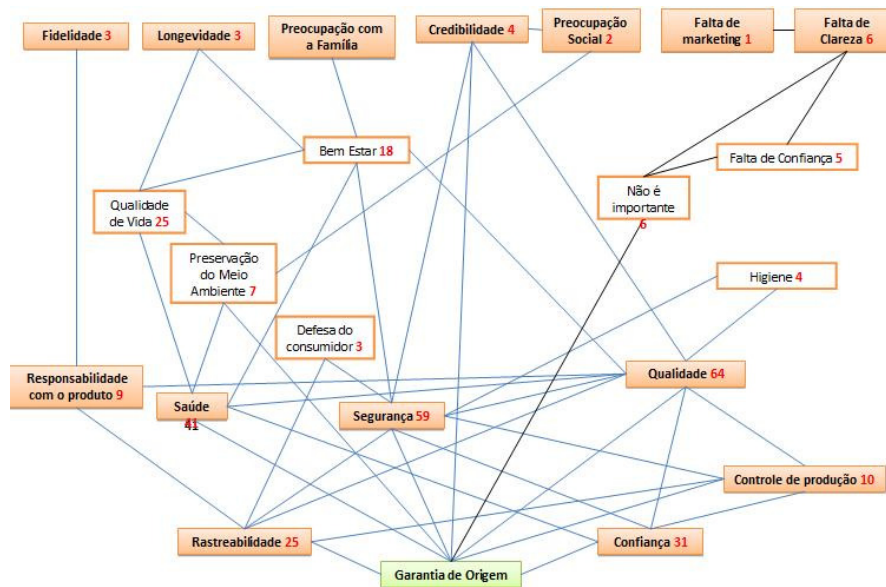 Fidelidade 3
Longevidade 3
Preocupação com
a Família
Credibilidade 4
Preocupação
Social 2
Falta de
marketing 1
Falta de
Clareza 6
Bem Estar 18
Falta de Confiança 5
Qualidade
de Vida 25
Não é
importante
6
Preservação
do Meio
Ambiente 7
Higiene 4
Defesa do
consumidor 3
Responsabilidade
com o produto 9
Saúde
41
Segurança 59
Qualidade 64
Controle de produção 10
Rastreabilidade 25
Confiança 31
Garantia de Origem